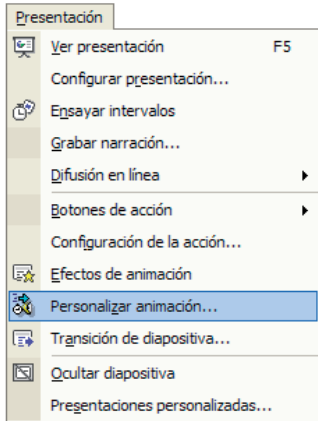 Presentación
Ver presentación F5
Configurar presentación...
Ensayar intervalos
Grabar narración...
Difusión en línea
Botones de acción
Configuración de la acción...
Efectos de animación
Personalizar animación...
Transición de diapositiva...
Ocultar diapositiva
Presentaciones personalizadas...